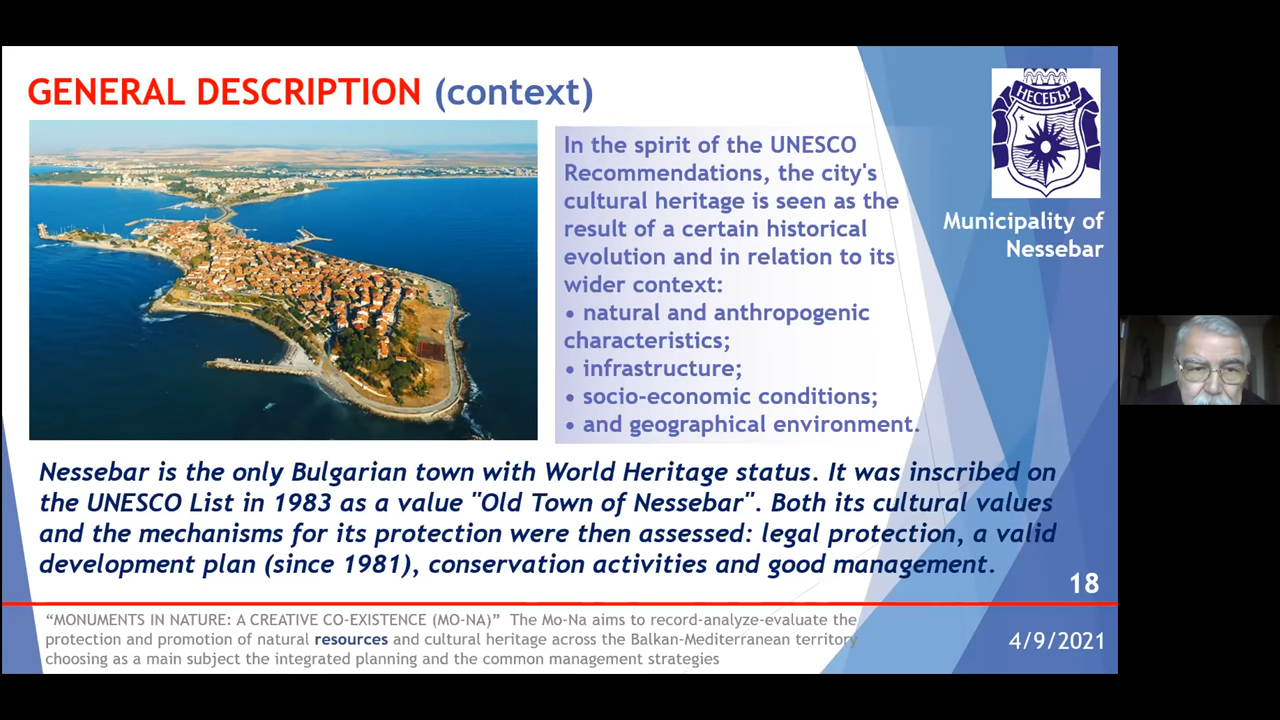 GENERAL DESCRIPTION (context)
In the spirit of the UNESCO
Recommendations, the city's
cultural heritage is seen as the
result of a certain historical
evolution and in relation to its
wider context:
• natural and anthropogenic
characteristics;
• infrastructure;
• socio-economic conditions;
• and geographical environment.
НЕСЕБЪР
Municipality of
Nessebar
Nessebar is the only Bulgarian town with World Heritage status. It was inscribed on
the UNESCO List in 1983 as a value "Old Town of Nessebar". Both its cultural values
and the mechanisms for its protection were then assessed: legal protection, a valid
development plan (since 1981), conservation activities and good management.
18
“MONUMENTS IN NATURE: A CREATIVE CO-EXISTENCE (MO-NA)” The Mo-Na aims to record-analyze-evaluate the
protection and promotion of natural resources and cultural heritage across the Balkan-Mediterranean territory
choosing as a main subject the integrated planning and the common management strategies
4/9/2021